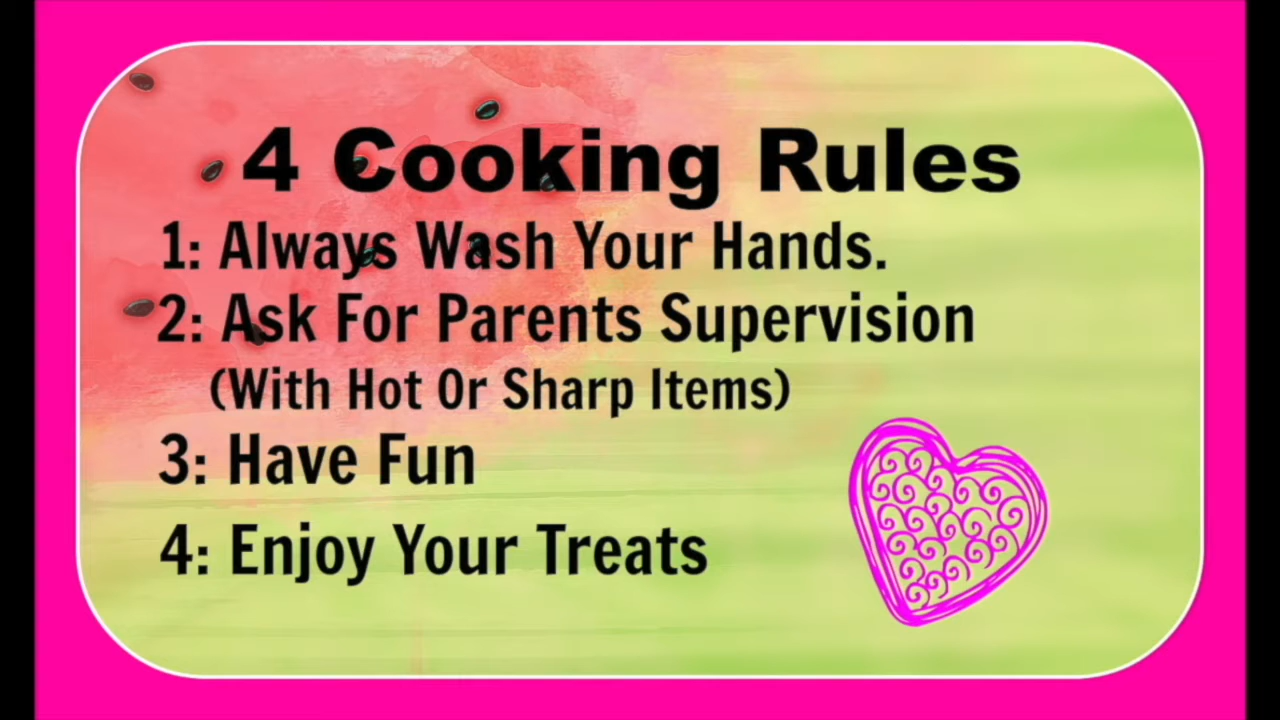 4 Cooking Rules
1: Always Wash Your Hands.
2: Ask For Parents Supervision
(With Hot Or Sharp Items)
3: Have Fun
4: Enjoy Your Treats